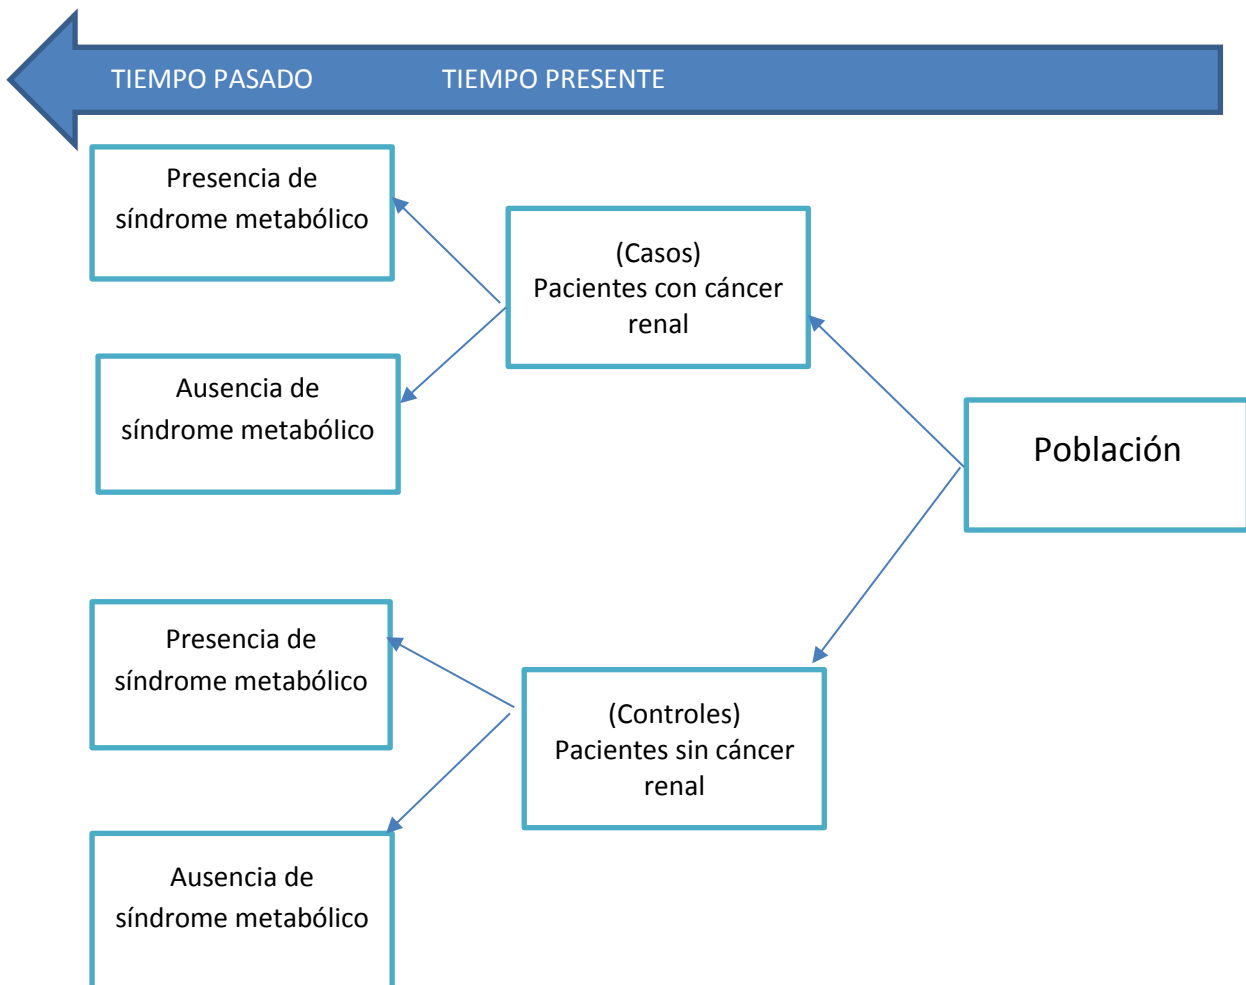 TIEMPO PASADO TIEMPO PRESENTE
Presencia de
síndrome metabólico
(Casos)
Pacientes con cáncer
renal
Ausencia de
síndrome metabólico
Población
Presencia de
síndrome metabólico
(Controles)
Pacientes sin cáncer
renal
Ausencia de
síndrome metabólico